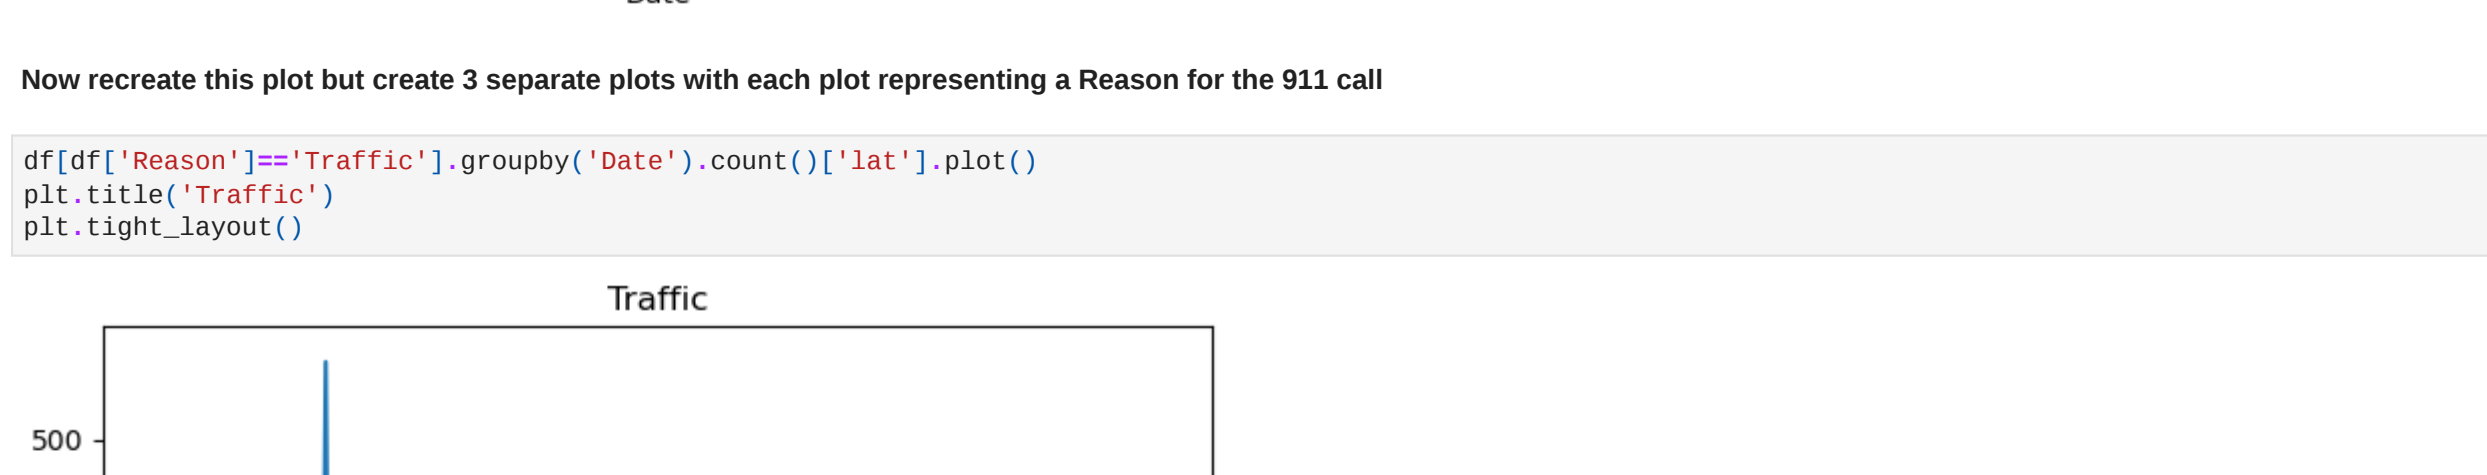 Date
Now recreate this plot but create 3 separate plots with each plot representing a Reason for the 911 call
df[df['Reason']=='Traffic'].groupby('Date').count()['lat'].plot()
plt.title('Traffic')
plt.tight_layout()
Traffic
500